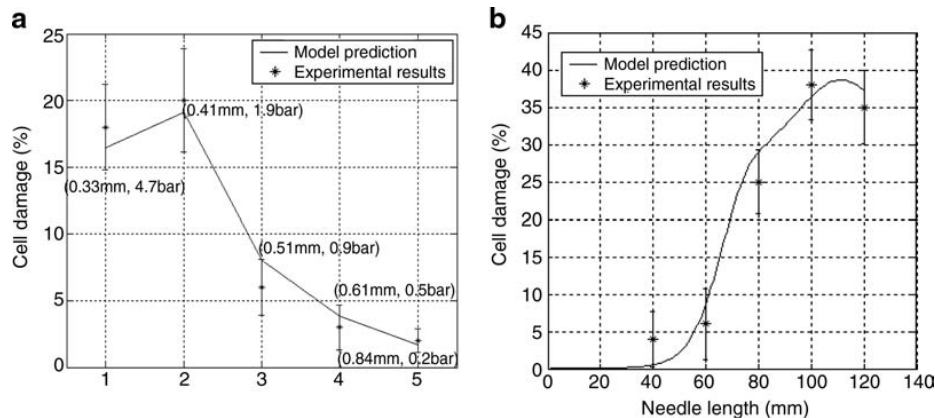 a
25
20
15
10
5
0
Cell damage (%)
Model prediction
Experimental results
(0.41mm, 1.9bar)
(0.33mm, 4.7bar)
(0.51mm, 0.9bar)
(0.61mm, 0.5bar)
(0.84mm, 0.2bar)
1 2 3 4 5
b
45
40
35
30
25
20
15
10
5
0
Cell damage (%)
Model prediction
Experimental results
0 20 40 60 80 100 120 140
Needle length (mm)